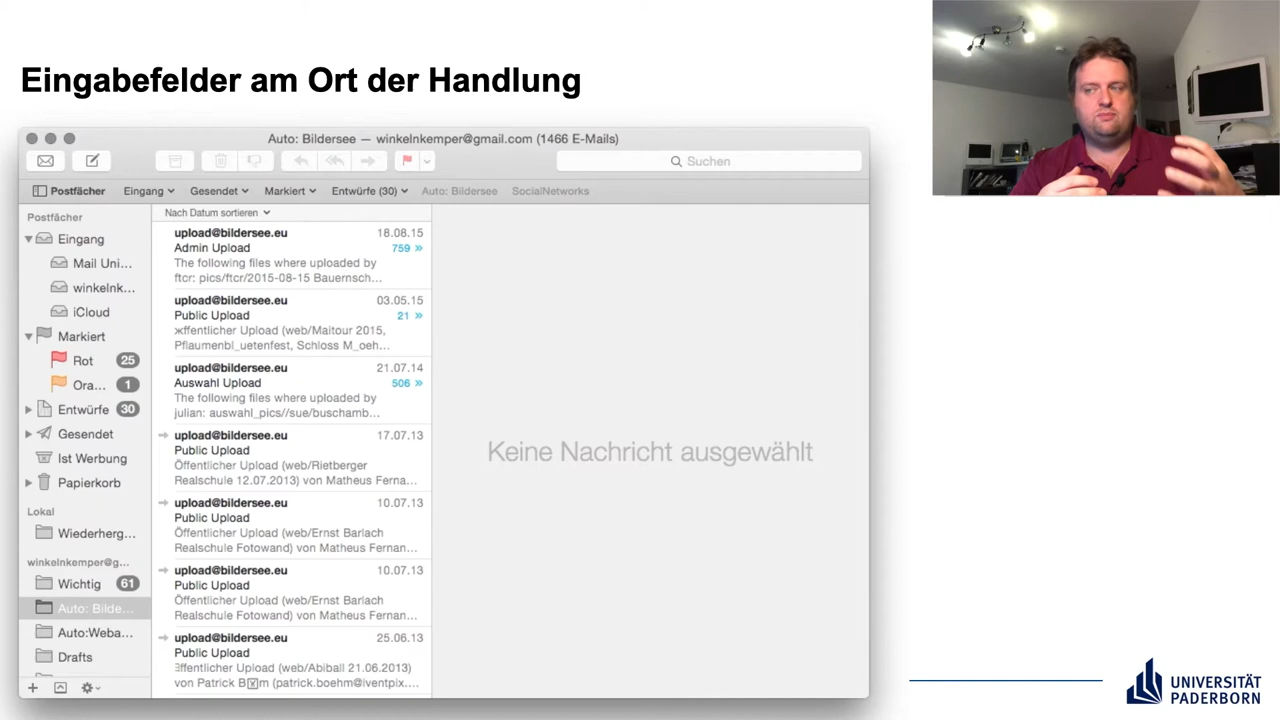 Eingabefelder am Ort der Handlung
Auto: Bildersee — winkelnkemper@gmail.com (1466 E-Mails)
Suchen
Postfächer Eingang Gesendet Markiert Entwürfe (30) Auto: Bildersee SocialNetworks
Postfächer
Eingang
Mail Uni...
winkelnk...
iCloud
Markiert
Rot 25
Ora... 1
Entwürfe 30
Gesendet
Ist Werbung
Papierkorb
Lokal
Wiederherg...
winkelnkemper@g...
Wichtig 61
Auto: Bilde...
Auto:Weba...
Drafts
Nach Datum sortieren
upload@bildersee.eu 18.08.15
Admin Upload 759 »
The following files where uploaded by
ftcr: pics/ftcr/2015-08-15 Bauernsch...
upload@bildersee.eu 03.05.15
Public Upload 21 »
жffentlicher Upload (web/Maitour 2015,
Pflaumenbl_uetenfest, Schloss M_oeh...
upload@bildersee.eu 21.07.14
Auswahl Upload 506 »
The following files where uploaded by
julian: auswahl_pics//sue/buschamb...
upload@bildersee.eu 17.07.13
Public Upload
Öffentlicher Upload (web/Rietberger
Realschule 12.07.2013) von Matheus Ferna...
upload@bildersee.eu 10.07.13
Public Upload
Öffentlicher Upload (web/Ernst Barlach
Realschule Fotowand) von Matheus Fernan...
upload@bildersee.eu 10.07.13
Public Upload
Öffentlicher Upload (web/Ernst Barlach
Realschule Fotowand) von Matheus Fernan...
upload@bildersee.eu 25.06.13
Public Upload
ffentlicher Upload (web/Abiball 21.06.2013)
von Patrick B m (patrick.boehm@iventpix....
Keine Nachricht ausgewählt
UNIVERSITÄT
PADERBORN